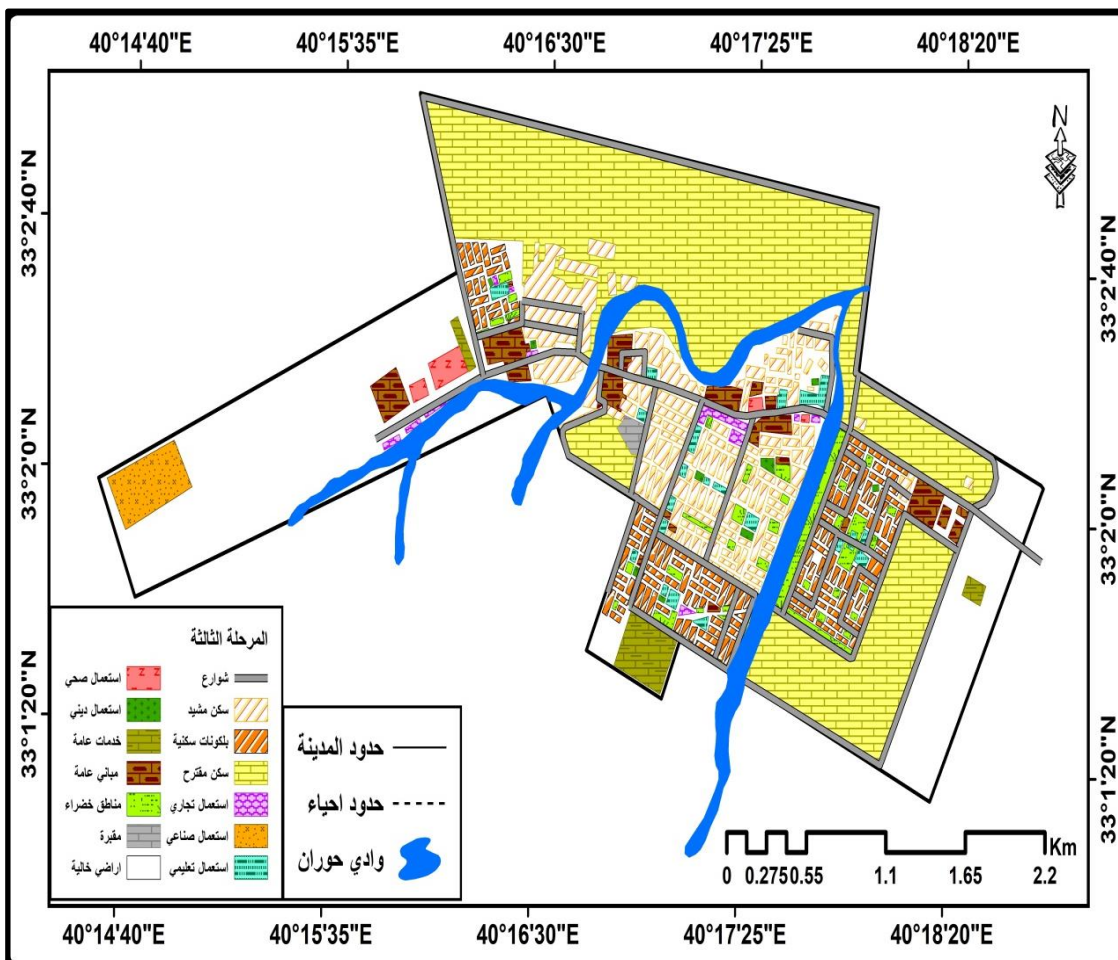 40°14'40"E 40°15'35"E 40°16'30"E 40°17'25"E 40°18'20"E
N
33°2'40"N
33°2'40"N
33°2'0"N
33°2'0"N
33°1'20"N
33°1'20"N
المرحلة الثالثة
شوارع
استعمال صحي
سكن مشيد
استعمال ديني
بلكونات سكنية
خدمات عامة
سكن مقترح
مباني عامة
استعمال تجاري
مناطق خضراء
استعمال صناعي
مقبرة
استعمال تعليمي
اراضي خالية
حدود المدينة
حدود احياء
وادي حوران
Km
0 0.275 0.55 1.1 1.65 2.2
40°14'40"E 40°15'35"E 40°16'30"E 40°17'25"E 40°18'20"E